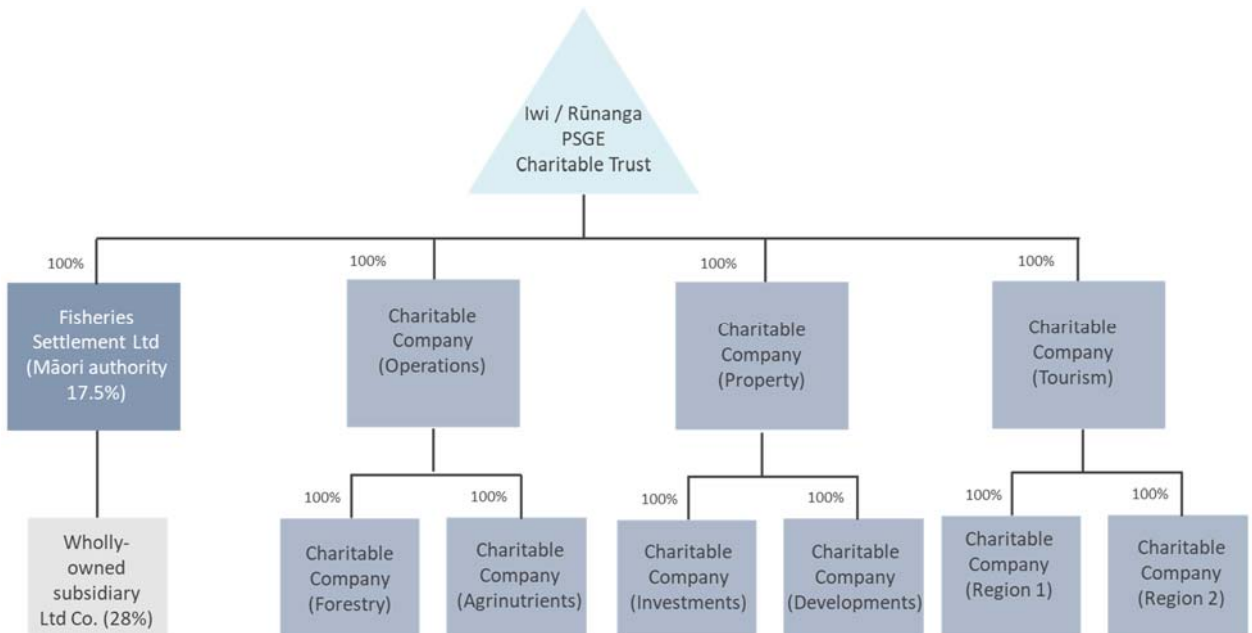 Iwi / Rūnanga
PSGE
Charitable Trust
100%
100%
100%
100%
Fisheries
Settlement Ltd
(Māori authority
17.5%)
Charitable
Company
(Operations)
Charitable
Company
(Property)
Charitable
Company
(Tourism)
100%
100%
100%
100%
100%
100%
Wholly-
owned
subsidiary
Ltd Co. (28%)
Charitable
Company
(Forestry)
Charitable
Company
(Agrinutrients)
Charitable
Company
(Investments)
Charitable
Company
(Developments)
Charitable
Company
(Region 1)
Charitable
Company
(Region 2)